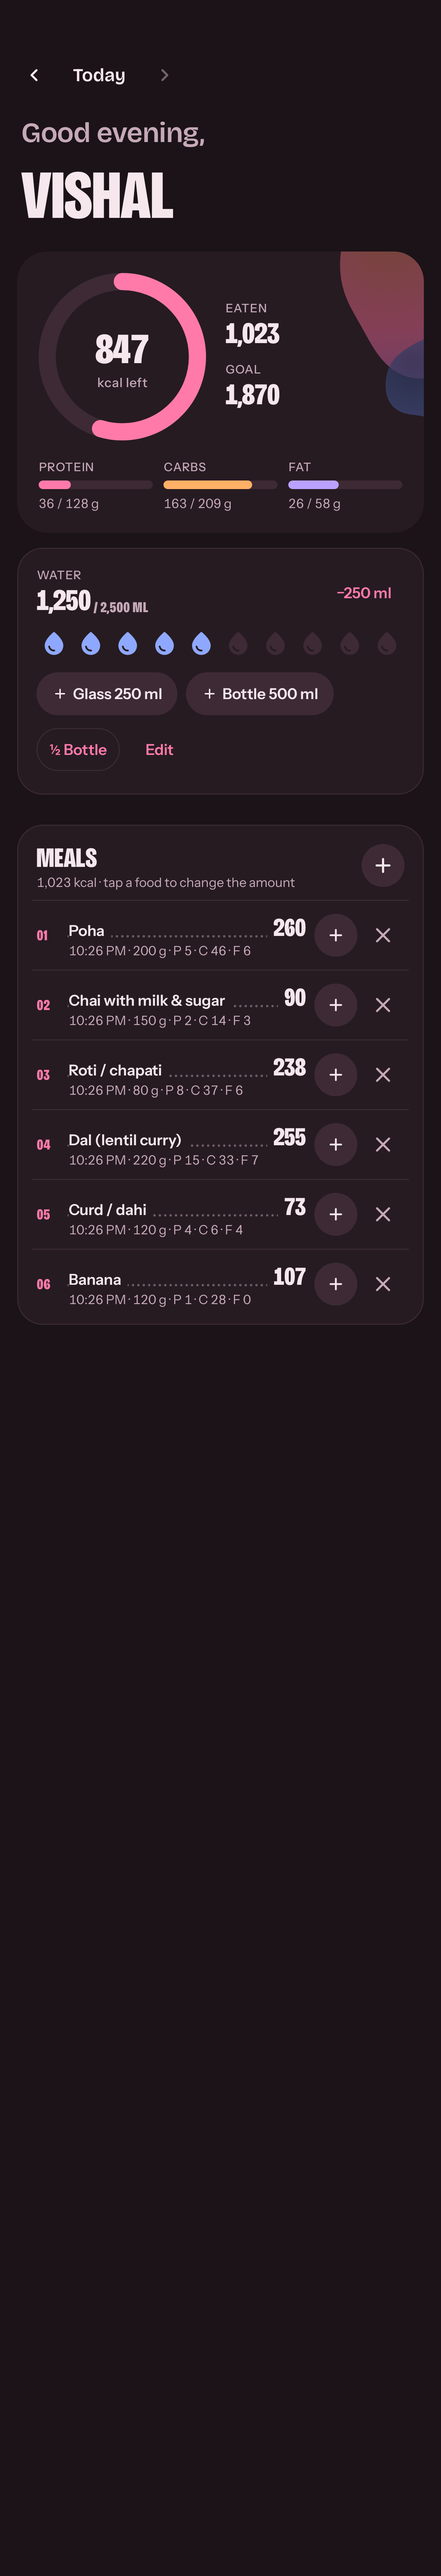 Today
Good evening,
VISHAL
847
kcal left
EATEN
1,023
GOAL
1,870
PROTEIN
36 / 128 g
CARBS
163 / 209 g
FAT
26 / 58 g
WATER
1,250 / 2,500 ML
−250 ml
+ Glass 250 ml
+ Bottle 500 ml
½ Bottle
Edit
MEALS
1,023 kcal · tap a food to change the amount
01 Poha 260
10:26 PM · 200 g · P 5 · C 46 · F 6
02 Chai with milk & sugar 90
10:26 PM · 150 g · P 2 · C 14 · F 3
03 Roti / chapati 238
10:26 PM · 80 g · P 8 · C 37 · F 6
04 Dal (lentil curry) 255
10:26 PM · 220 g · P 15 · C 33 · F 7
05 Curd / dahi 73
10:26 PM · 120 g · P 4 · C 6 · F 4
06 Banana 107
10:26 PM · 120 g · P 1 · C 28 · F 0